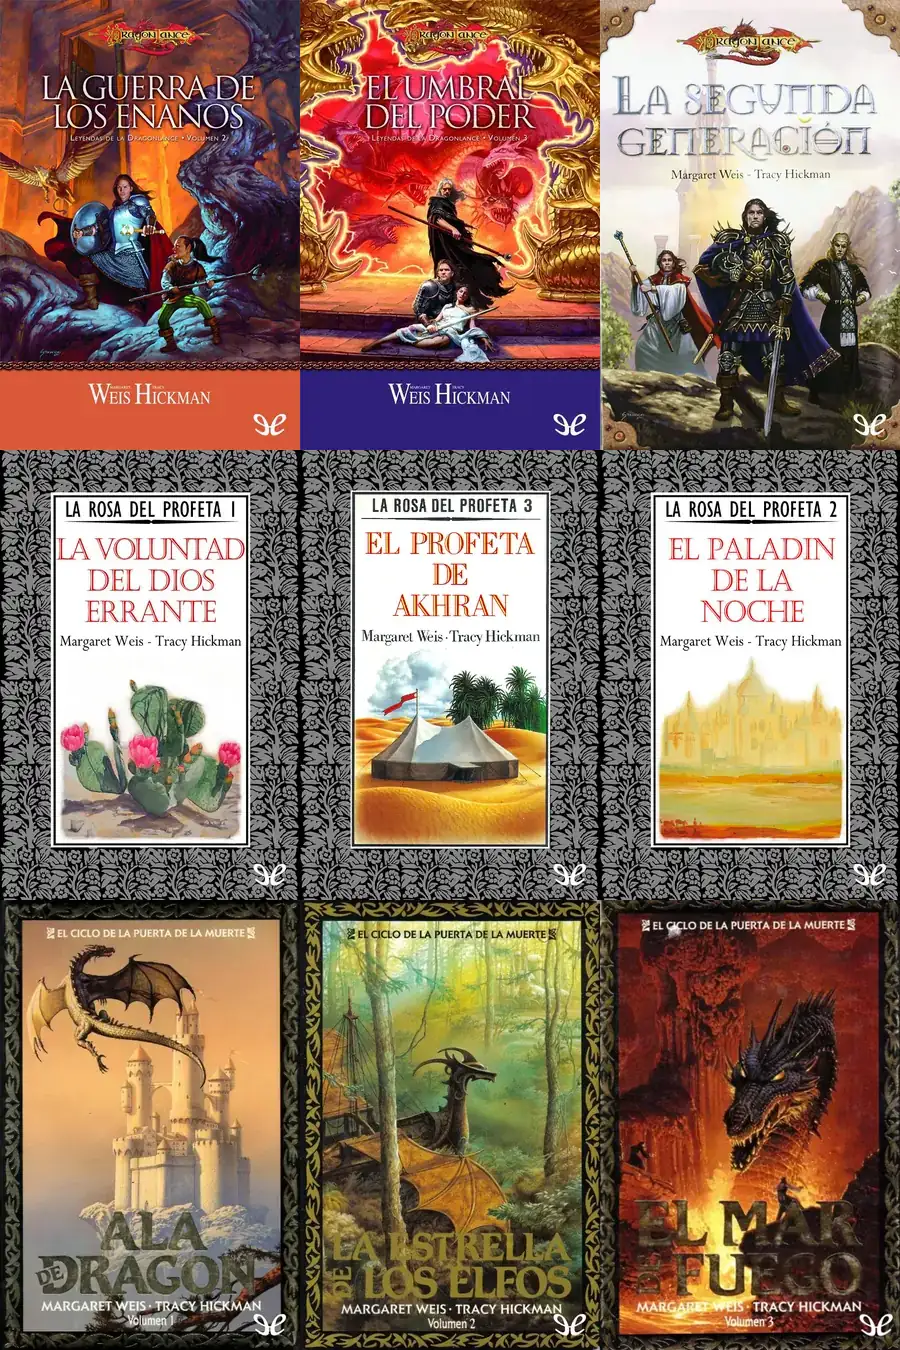 DRAGONLANCE
LA GUERRA DE
LOS ENANOS
LEYENDAS DE LA DRAGONLANCE • VOLUMEN 2
MARGARET TRACY
WEIS HICKMAN
DRAGONLANCE
EL UMBRAL
DEL PODER
LEYENDAS DE LA DRAGONLANCE • VOLUMEN 3
MARGARET TRACY
WEIS HICKMAN
DRAGONLANCE
LA SEGUNDA
GENERACIÓN
Margaret Weis - Tracy Hickman
LA ROSA DEL PROFETA 1
LA VOLUNTAD
DEL DIOS
ERRANTE
Margaret Weis - Tracy Hickman
LA ROSA DEL PROFETA 3
EL PROFETA
DE
AKHRAN
Margaret Weis · Tracy Hickman
LA ROSA DEL PROFETA 2
EL PALADIN
DE LA
NOCHE
Margaret Weis - Tracy Hickman
EL CICLO DE LA PUERTA DE LA MUERTE
ALA
DE DRAGON
MARGARET WEIS · TRACY HICKMAN
Volumen 1
EL CICLO DE LA PUERTA DE LA MUERTE
LA ESTRELLA
DE LOS ELFOS
MARGARET WEIS · TRACY HICKMAN
Volumen 2
EL CICLO DE LA PUERTA DE LA MUERTE
EL MAR
DE FUEGO
MARGARET WEIS · TRACY HICKMAN
Volumen 3